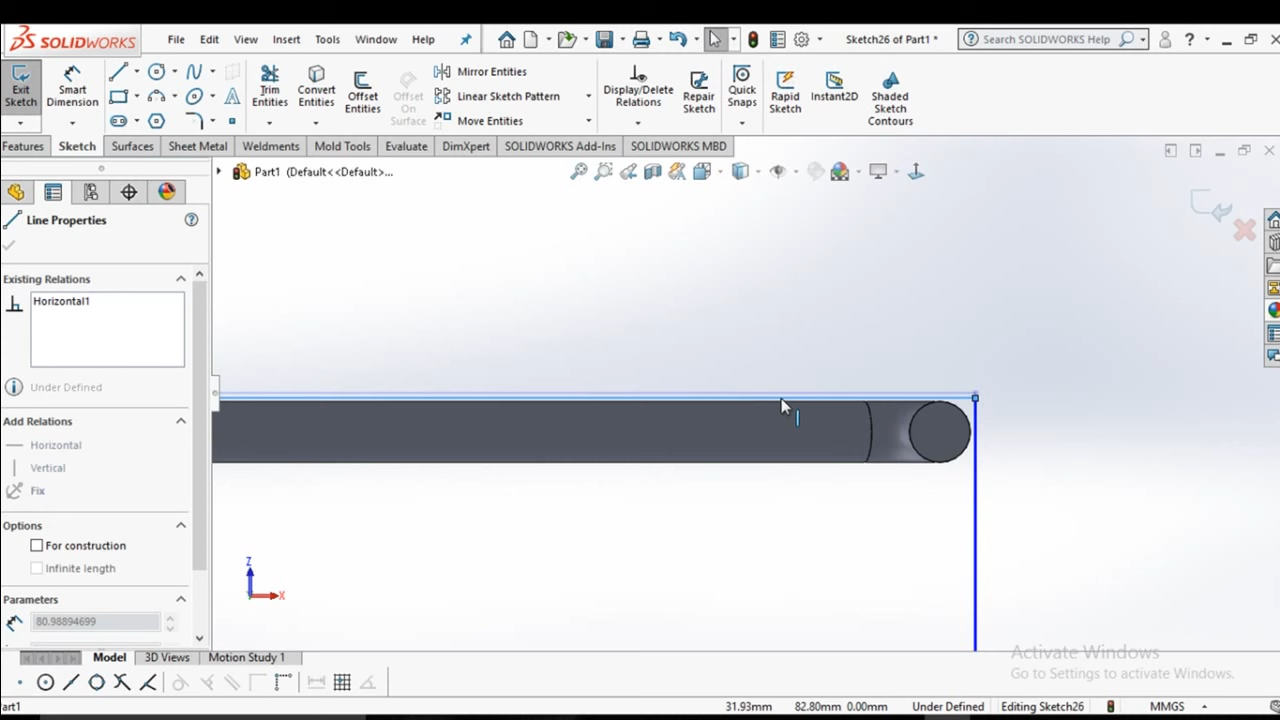 SOLIDWORKS File Edit View Insert Tools Window Help Sketch26 of Part1 * Search SOLIDWORKS Help ?
Exit Sketch Smart Dimension Trim Entities Convert Entities Offset Entities Offset On Surface Mirror Entities Linear Sketch Pattern Move Entities Display/Delete Relations Repair Sketch Quick Snaps Rapid Sketch Instant2D Shaded Sketch Contours
Features Sketch Surfaces Sheet Metal Weldments Mold Tools Evaluate DimXpert SOLIDWORKS Add-Ins SOLIDWORKS MBD
Part1 (Default<<Default>...
Line Properties
Existing Relations
Horizontal1
Under Defined
Add Relations
Horizontal
Vertical
Fix
Options
For construction
Infinite length
Parameters
80.98894699
Z
X
Activate Windows
Go to Settings to activate Windows.
Model 3D Views Motion Study 1
art1 31.93mm 82.80mm 0.00mm Under Defined Editing Sketch26 MMGS